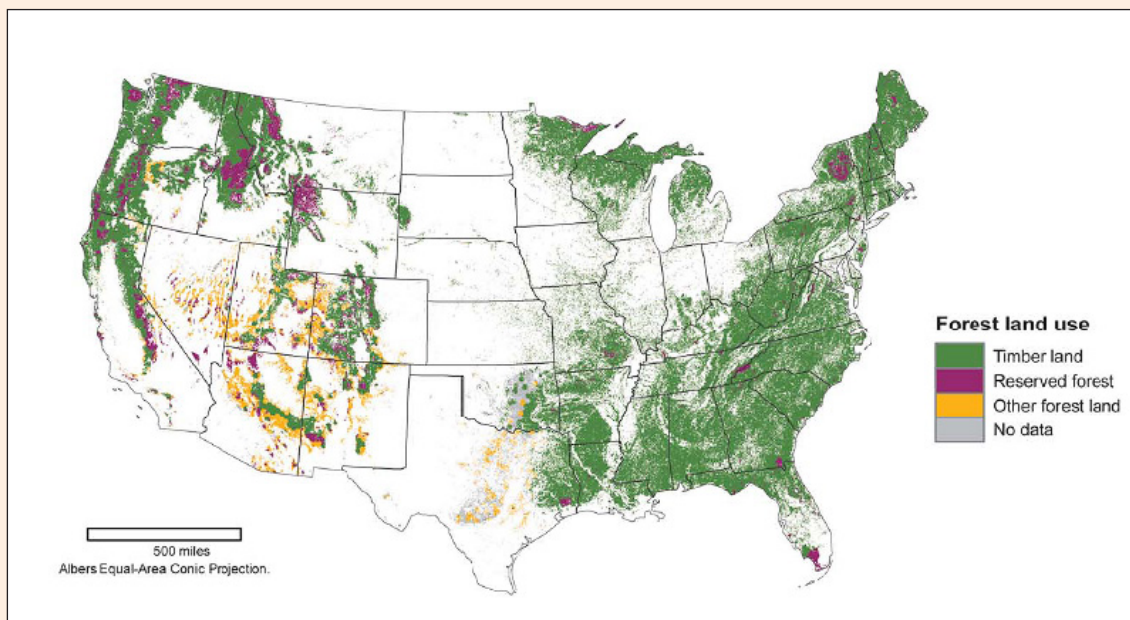 Forest land use
Timber land
Reserved forest
Other forest land
No data
500 miles
Albers Equal-Area Conic Projection.